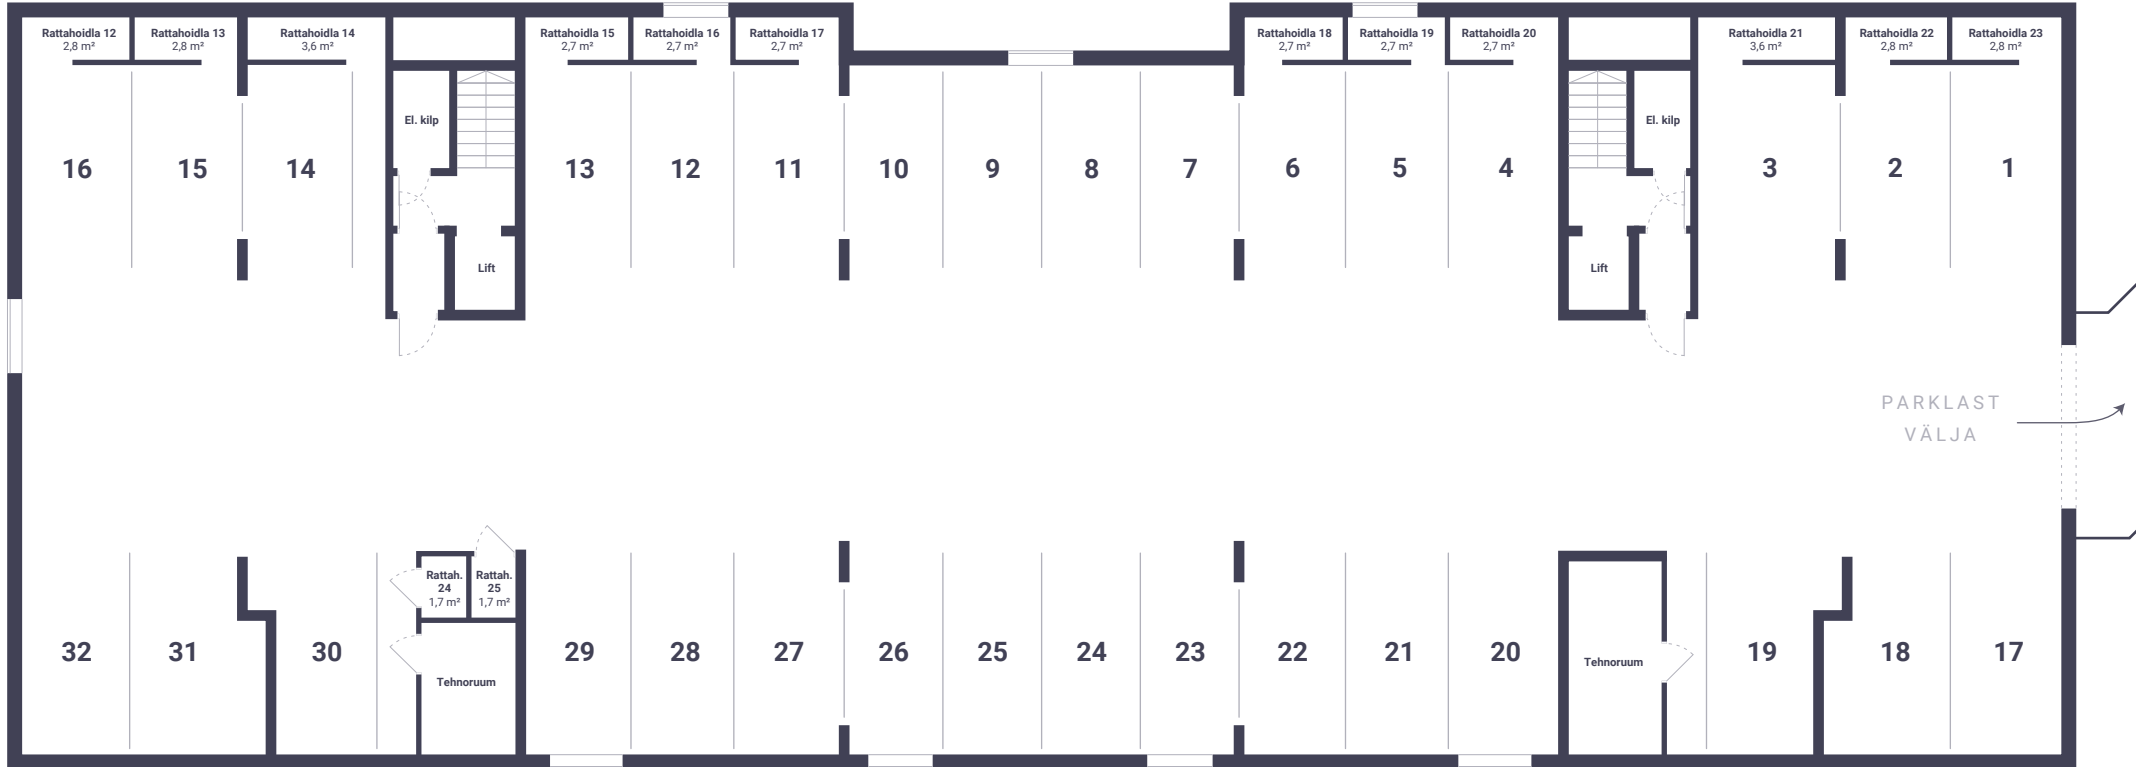 Rattahoidla 12
2,8 m²
Rattahoidla 13
2,8 m²
Rattahoidla 14
3,6 m²
Rattahoidla 15
2,7 m²
Rattahoidla 16
2,7 m²
Rattahoidla 17
2,7 m²
Rattahoidla 18
2,7 m²
Rattahoidla 19
2,7 m²
Rattahoidla 20
2,7 m²
Rattahoidla 21
3,6 m²
Rattahoidla 22
2,8 m²
Rattahoidla 23
2,8 m²
El. kilp
El. kilp
16
15
14
13
12
11
10
9
8
7
6
5
4
3
2
1
Lift
Lift
PARKLAST
VÄLJA
Rattah.
24
1,7 m²
Rattah.
25
1,7 m²
32
31
30
29
28
27
26
25
24
23
22
21
20
19
18
17
Tehnoruum
Tehnoruum